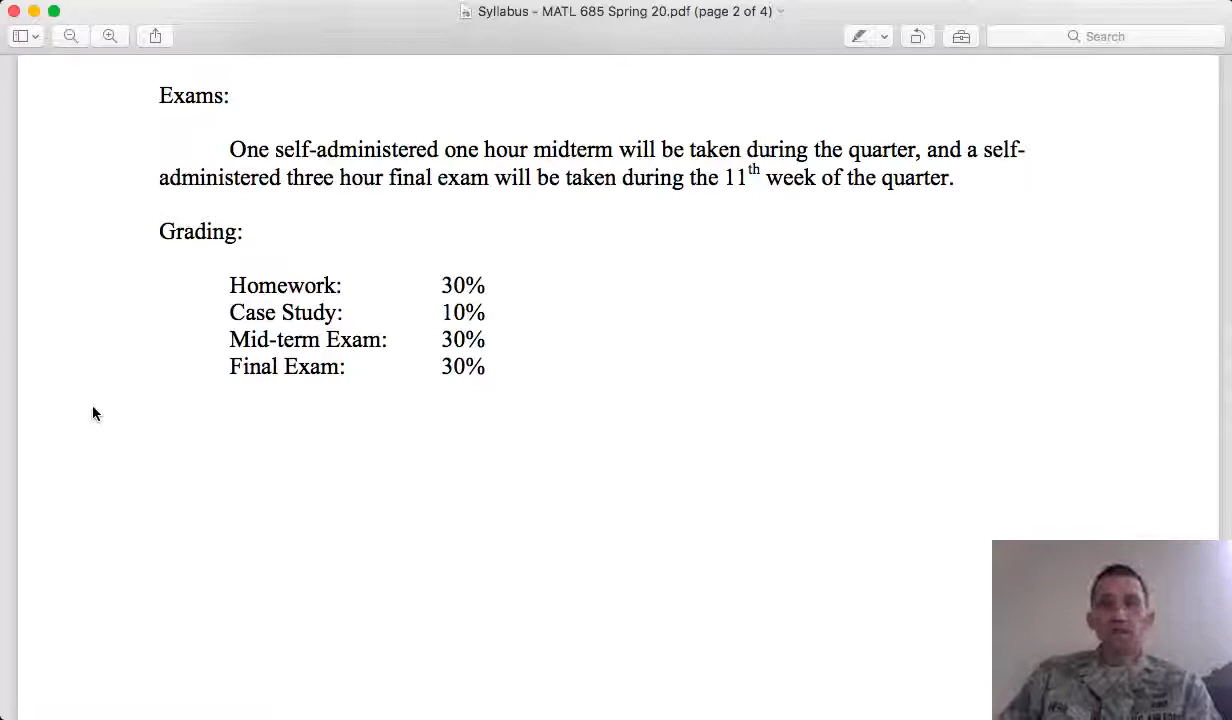 Syllabus - MATL 685 Spring 20.pdf (page 2 of 4)
Search
Exams:
One self-administered one hour midterm will be taken during the quarter, and a self-
administered three hour final exam will be taken during the 11th week of the quarter.
Grading:
Homework: 30%
Case Study: 10%
Mid-term Exam: 30%
Final Exam: 30%